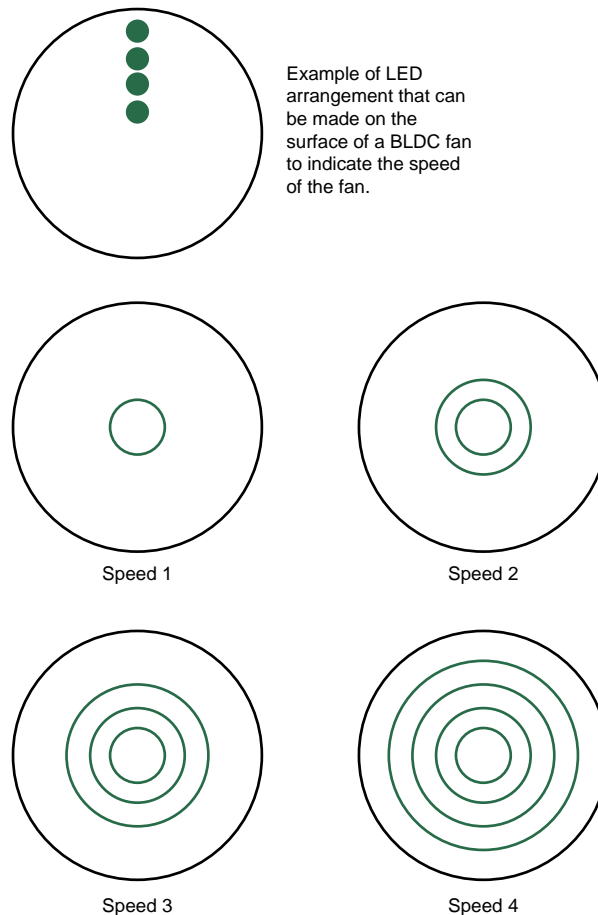 Example of LED
arrangement that can
be made on the
surface of a BLDC fan
to indicate the speed
of the fan.
Speed 1
Speed 2
Speed 3
Speed 4